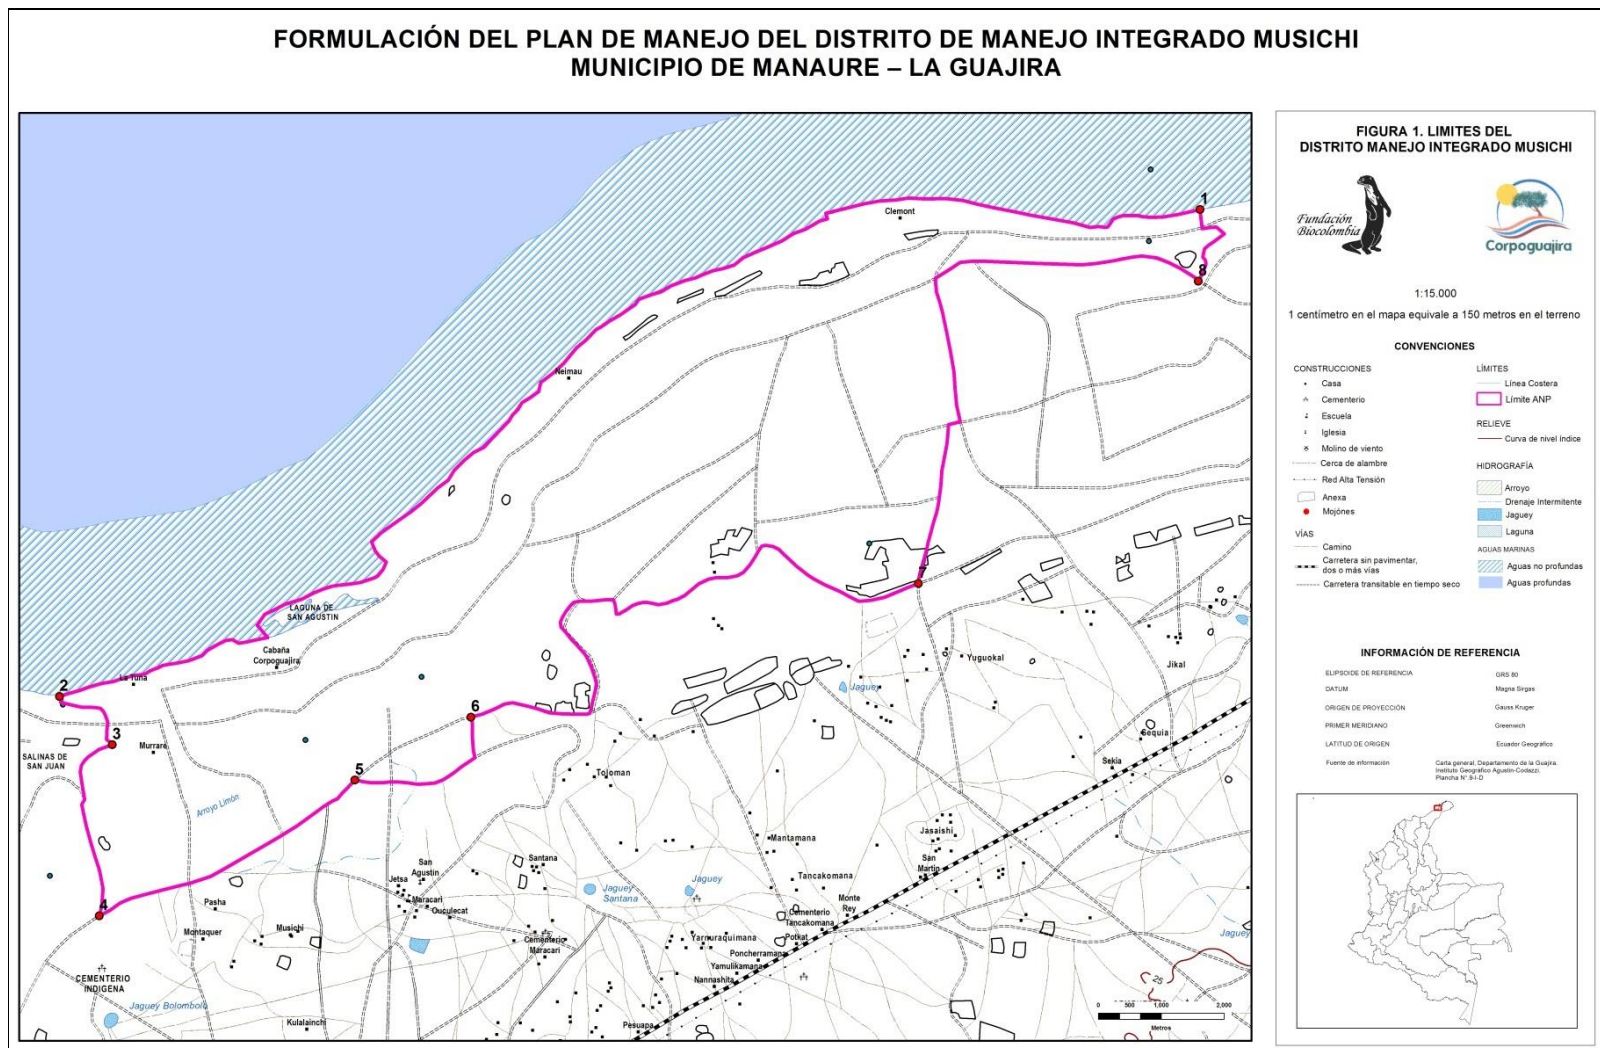 FORMULACIÓN DEL PLAN DE MANEJO DEL DISTRITO DE MANEJO INTEGRADO MUSICHI
MUNICIPIO DE MANAURE – LA GUAJIRA
1
Clemont
8
Neimau
7
LAGUNA DE
SAN AGUSTIN
Cabaña
Corpoguajira
La Tuna
2
3
Murrare
SALINAS DE
SAN JUAN
6
5
Arroyo Limón
4
Yuguokal
Jikal
Jaguey
Sequia
Sekia
Tojoman
Mantamana
Jasaishi
San
Martin
Tancakomana
Monte
Rey
Cementerio
Tancakomana
Potkat
Santana
San
Agustin
Jetsa
Maracari
Ouculecat
Jaguey
Santana
Jaguey
Pasha
Montaquer
Musichi
Cementerio
Maracari
Yarnuraquimana
Poncherramana
Yamulikamana
Nannashita
Jaguey
25
CEMENTERIO
INDIGENA
Jaguey Bolombolo
Kulalainchi
Pesuapa
0 500 1,000 2,000
Metros
FIGURA 1. LIMITES DEL
DISTRITO MANEJO INTEGRADO MUSICHI
Fundación
Biocolombia
Corpoguajira
1:15.000
1 centímetro en el mapa equivale a 150 metros en el terreno
CONVENCIONES
CONSTRUCCIONES
Casa
Cementerio
Escuela
Iglesia
Molino de viento
Cerca de alambre
Red Alta Tensión
Anexa
Mojónes
VÍAS
Camino
Carretera sin pavimentar,
dos o más vías
Carretera transitable en tiempo seco
LÍMITES
Línea Costera
Límite ANP
RELIEVE
Curva de nivel índice
HIDROGRAFÍA
Arroyo
Drenaje Intermitente
Jaguey
Laguna
AGUAS MARINAS
Aguas no profundas
Aguas profundas
INFORMACIÓN DE REFERENCIA
ELIPSOIDE DE REFERENCIA GRS 80
DATUM Magna Sirgas
ORIGEN DE PROYECCIÓN Gauss Kruger
PRIMER MERIDIANO Greenwich
LATITUD DE ORIGEN Ecuador Geográfico
Fuente de información Carta general, Departamento de la Guajira.
Instituto Geográfico Agustín-Codazzi.
Plancha N° 9-I-D